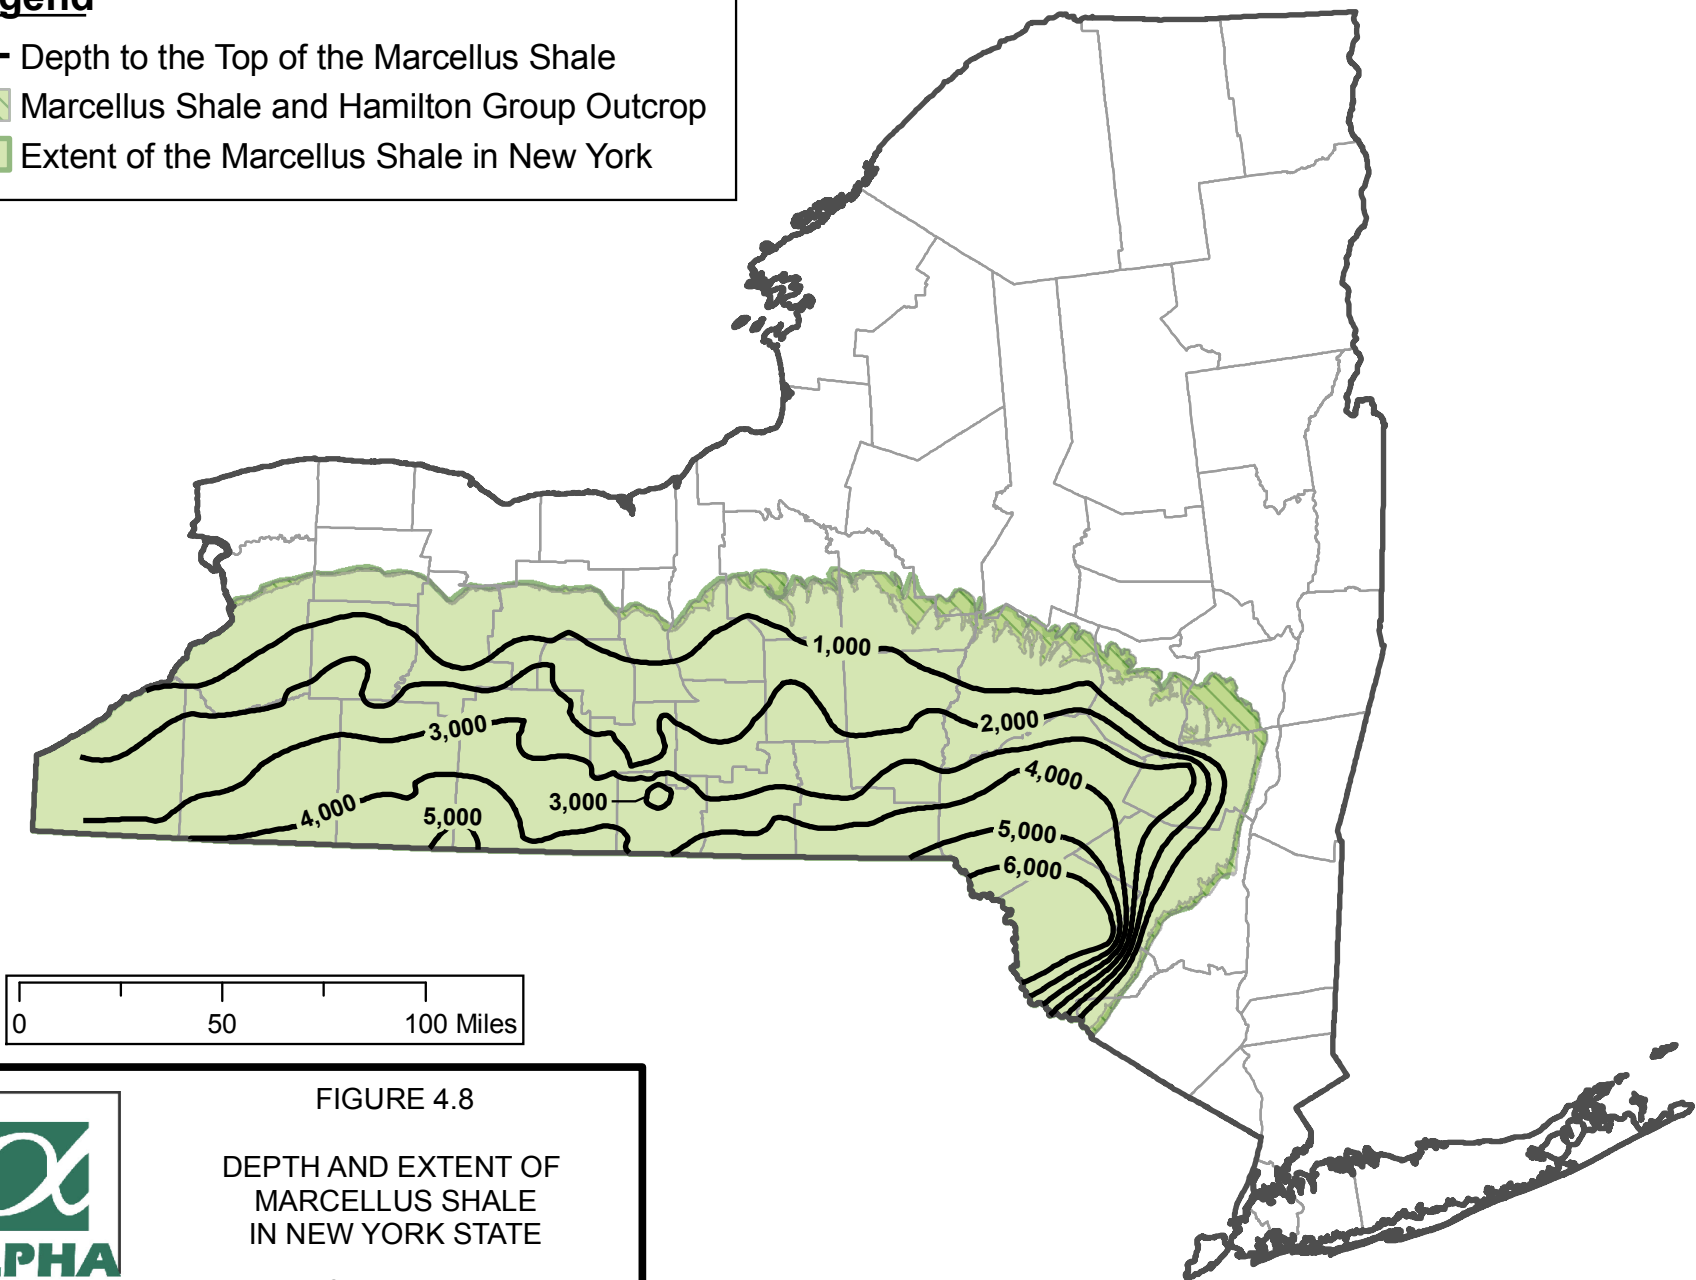 gend
Depth to the Top of the Marcellus Shale
Marcellus Shale and Hamilton Group Outcrop
Extent of the Marcellus Shale in New York
1,000
2,000
3,000
4,000
3,000
4,000
5,000
5,000
6,000
0 50 100 Miles
FIGURE 4.8
DEPTH AND EXTENT OF
MARCELLUS SHALE
IN NEW YORK STATE
LPHA